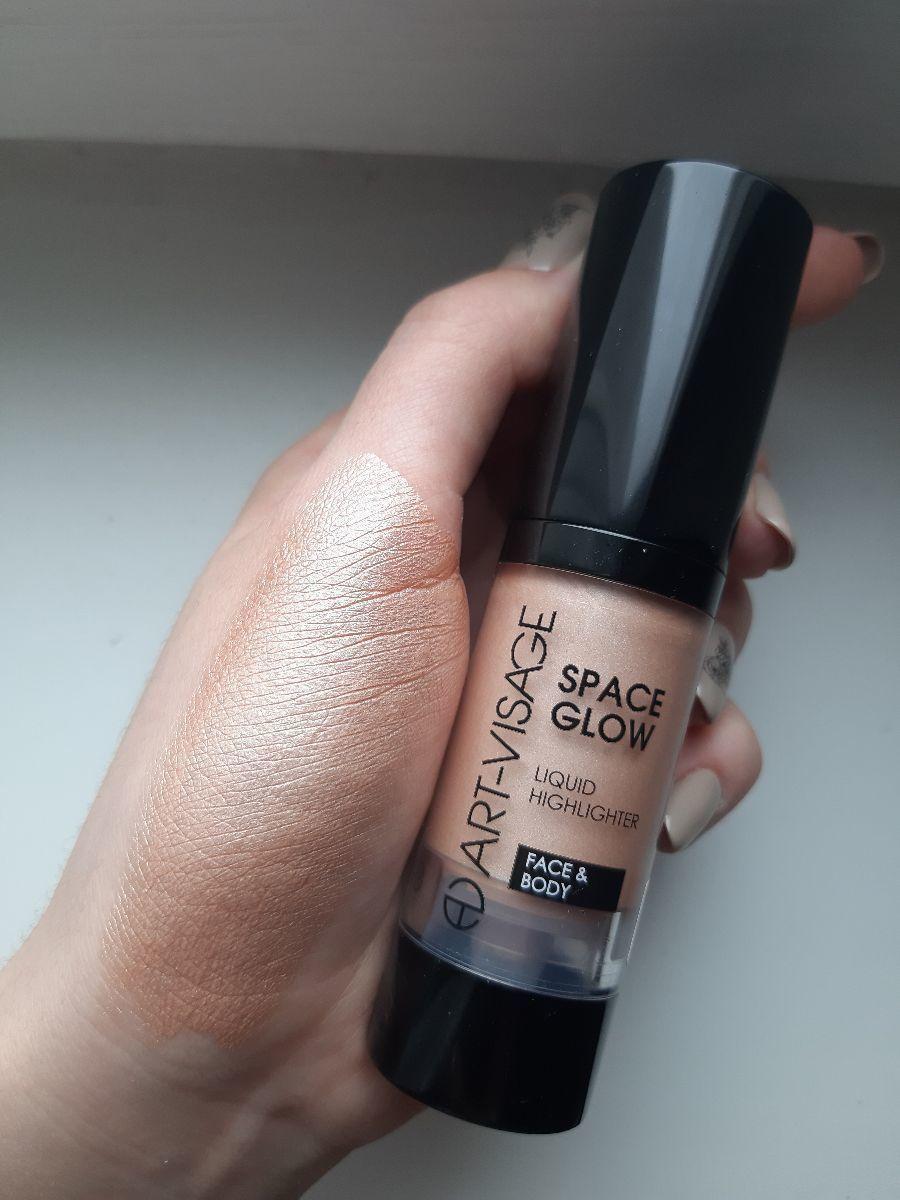 ART-VISAGE
SPACE
GLOW
LIQUID
HIGHLIGHTER
FACE &
BODY